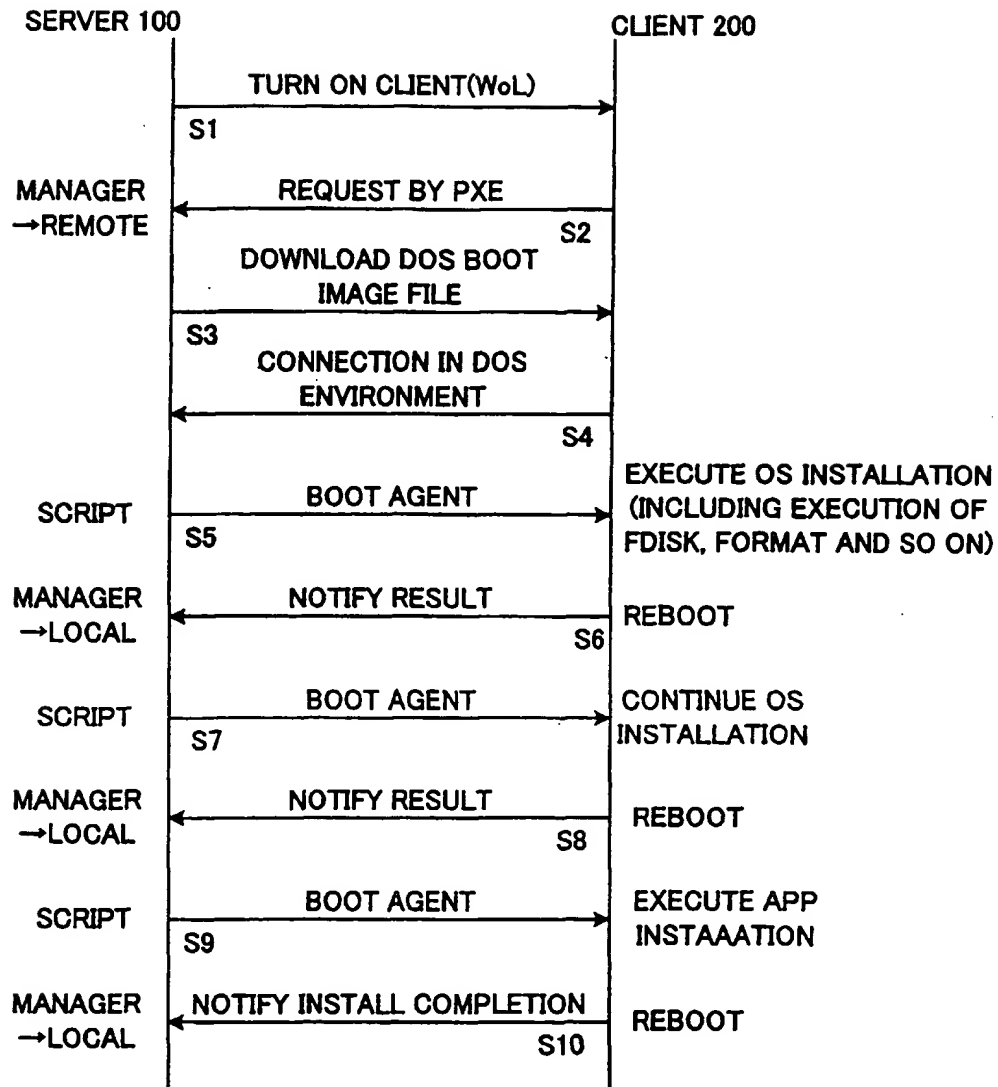 SERVER 100
CLIENT 200
TURN ON CLIENT(WoL)
S1
MANAGER
→REMOTE
REQUEST BY PXE
S2
DOWNLOAD DOS BOOT
IMAGE FILE
S3
CONNECTION IN DOS
ENVIRONMENT
S4
SCRIPT
BOOT AGENT
S5
EXECUTE OS INSTALLATION
(INCLUDING EXECUTION OF
FDISK, FORMAT AND SO ON)
MANAGER
→LOCAL
NOTIFY RESULT
S6
REBOOT
SCRIPT
BOOT AGENT
S7
CONTINUE OS
INSTALLATION
MANAGER
→LOCAL
NOTIFY RESULT
S8
REBOOT
SCRIPT
BOOT AGENT
S9
EXECUTE APP
INSTAAATION
MANAGER
→LOCAL
NOTIFY INSTALL COMPLETION
S10
REBOOT